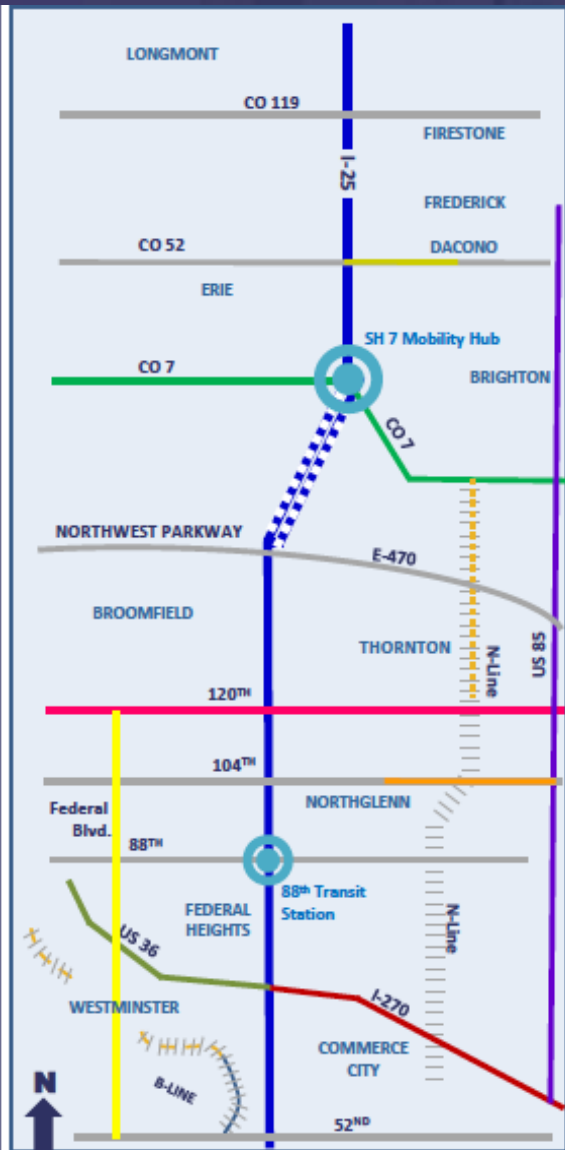 LONGMONT
CO 119
FIRESTONE
I-25
FREDERICK
CO 52
DACONO
ERIE
SH 7 Mobility Hub
CO 7
BRIGHTON
CO 7
NORTHWEST PARKWAY
E-470
BROOMFIELD
THORNTON
N-Line
US 85
120TH
104TH
NORTHGLENN
Federal
Blvd.
88TH
88th Transit
Station
FEDERAL
HEIGHTS
N-Line
US 36
I-270
WESTMINSTER
COMMERCE
CITY
B-LINE
N
52ND